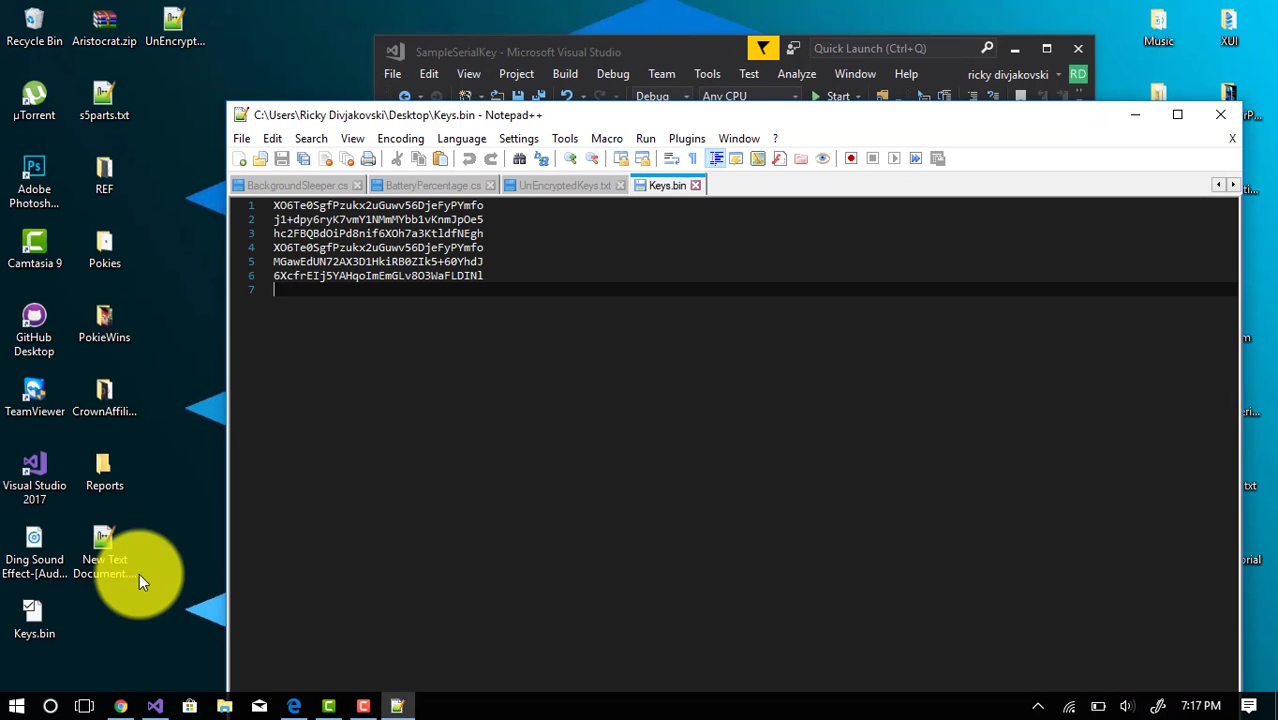 Recycle Bin
Aristocrat.zip
UnEncrypt...
µTorrent
s5parts.txt
Adobe
Photosh...
REF
Camtasia 9
Pokies
GitHub
Desktop
PokieWins
TeamViewer
CrownAffili...
Visual Studio
2017
Reports
Ding Sound
Effect-[Aud...
New Text
Document....
Keys.bin
SampleSerialKey - Microsoft Visual Studio
Quick Launch (Ctrl+Q)
File Edit View Project Build Debug Team Tools Test Analyze Window Help
ricky divjakovski
RD
Debug
Any CPU
Start
Music
XUI
C:\Users\Ricky Divjakovski\Desktop\Keys.bin - Notepad++
File Edit Search View Encoding Language Settings Tools Macro Run Plugins Window ?
X
BackgroundSleeper.cs
BatteryPercentage.cs
UnEncryptedKeys.txt
Keys.bin
1 XO6Te0SgfPzukx2uGuwv56DjeFyPYmfo
2 j1+dpy6ryK7vmY1NMmMYbb1vKnmJpOe5
3 hc2FBQBdOiPd8nif6XOh7a3KtldfNEgh
4 XO6Te0SgfPzukx2uGuwv56DjeFyPYmfo
5 MGawEdUN72AX3D1HkiRB0ZIk5+60YhdJ
6 6XcfrEIj5YAHqoImEmGLv8O3WaFLDINl
7
7:17 PM